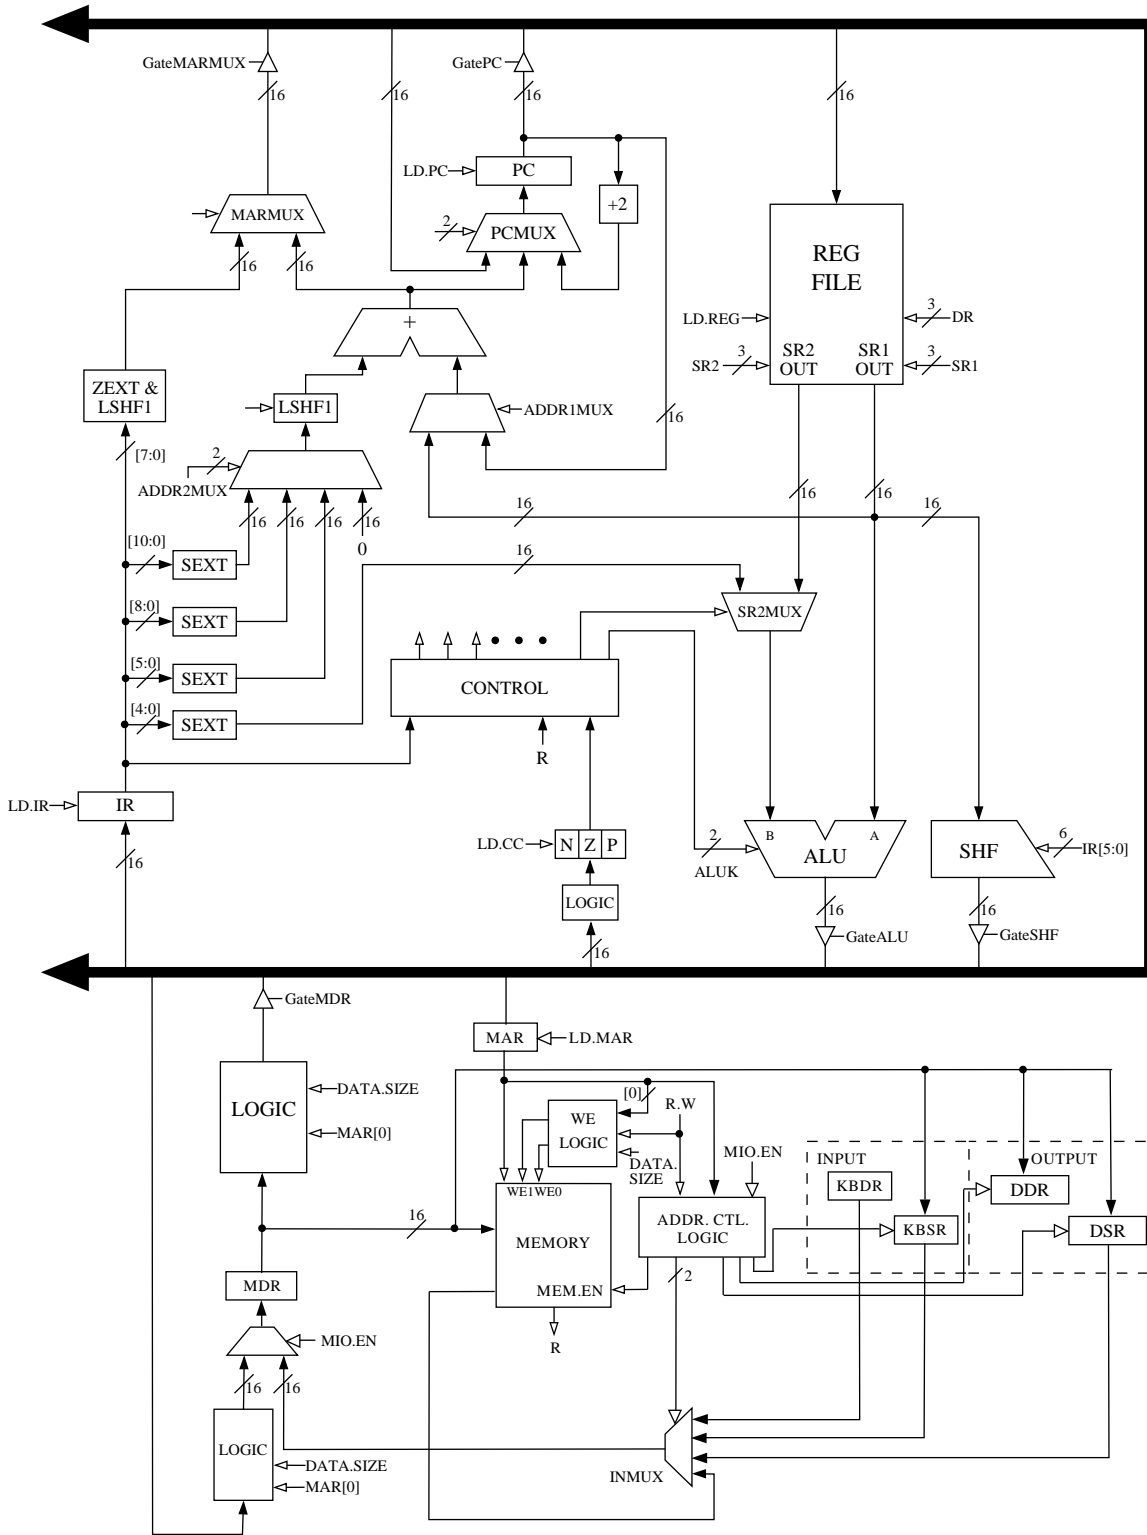 GateMARMUX
GatePC
16
16
16
16
LD.PC
PC
+2
MARMUX
2
PCMUX
REG
FILE
16
16
LD.REG
3
DR
+
SR2
OUT
SR1
OUT
SR2
3
3
SR1
ZEXT &
LSHF1
LSHF1
ADDR1MUX
16
[7:0]
2
ADDR2MUX
16
16
16
16
16
16
16
16
0
[10:0]
SEXT
16
[8:0]
SEXT
SR2MUX
[5:0]
SEXT
CONTROL
[4:0]
SEXT
R
LD.IR
IR
16
LD.CC
N Z P
2
ALUK
B
A
ALU
SHF
6
IR[5:0]
LOGIC
16
16
GateALU
16
GateSHF
GateMDR
MAR
LD.MAR
LOGIC
DATA.SIZE
MAR[0]
[0]
R.W
WE
LOGIC
DATA.
SIZE
MIO.EN
INPUT
OUTPUT
KBDR
DDR
WE1 WE0
16
MEMORY
ADDR. CTL.
LOGIC
KBSR
DSR
MEM.EN
MDR
2
R
MIO.EN
16
16
LOGIC
DATA.SIZE
MAR[0]
INMUX